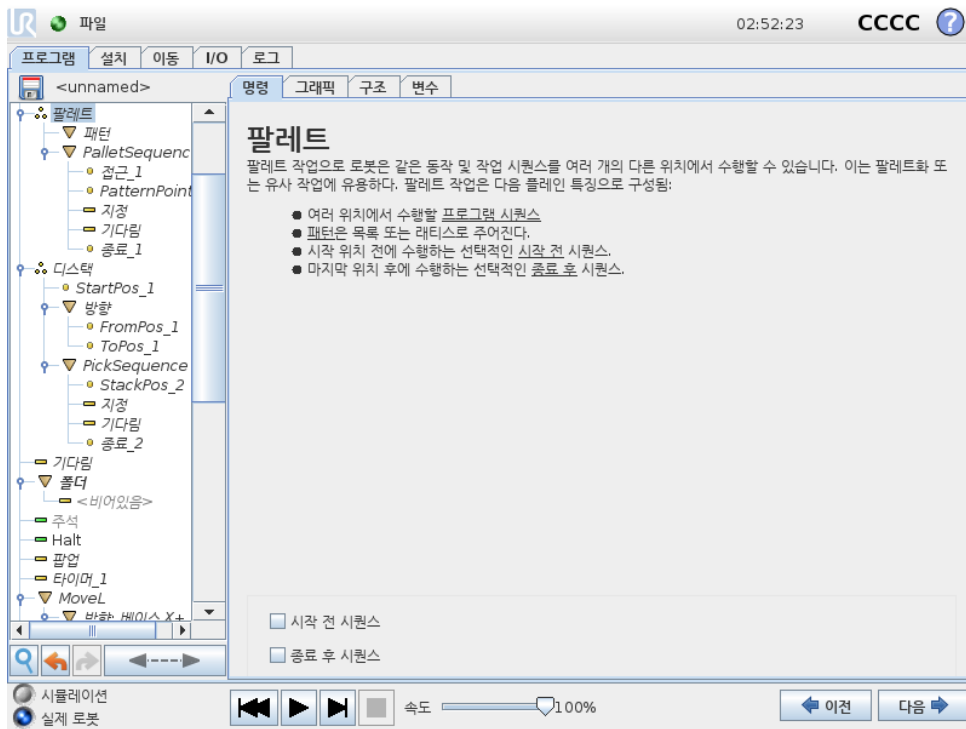 UR 파일 02:52:23 CCCC ?
프로그램 설치 이동 I/O 로그
<unnamed>
명령 그래픽 구조 변수
팔레트
패턴
PalletSequenc
접근_1
PatternPoint
지정
기다림
종료_1
디스택
StartPos_1
방향
FromPos_1
ToPos_1
PickSequence
StackPos_2
지정
기다림
종료_2
기다림
폴더
<비어있음>
주석
Halt
팝업
타이머_1
MoveL
방향: 베이스 X+
팔레트
팔레트 작업으로 로봇은 같은 동작 및 작업 시퀀스를 여러 개의 다른 위치에서 수행할 수 있습니다. 이는 팔레트화 또
는 유사 작업에 유용하다. 팔레트 작업은 다음 플레인 특징으로 구성됨:
여러 위치에서 수행할 프로그램 시퀀스
패턴은 목록 또는 래티스로 주어진다.
시작 위치 전에 수행하는 선택적인 시작 전 시퀀스.
마지막 위치 후에 수행하는 선택적인 종료 후 시퀀스.
시작 전 시퀀스
종료 후 시퀀스
시뮬레이션
실제 로봇
속도 100%
이전 다음